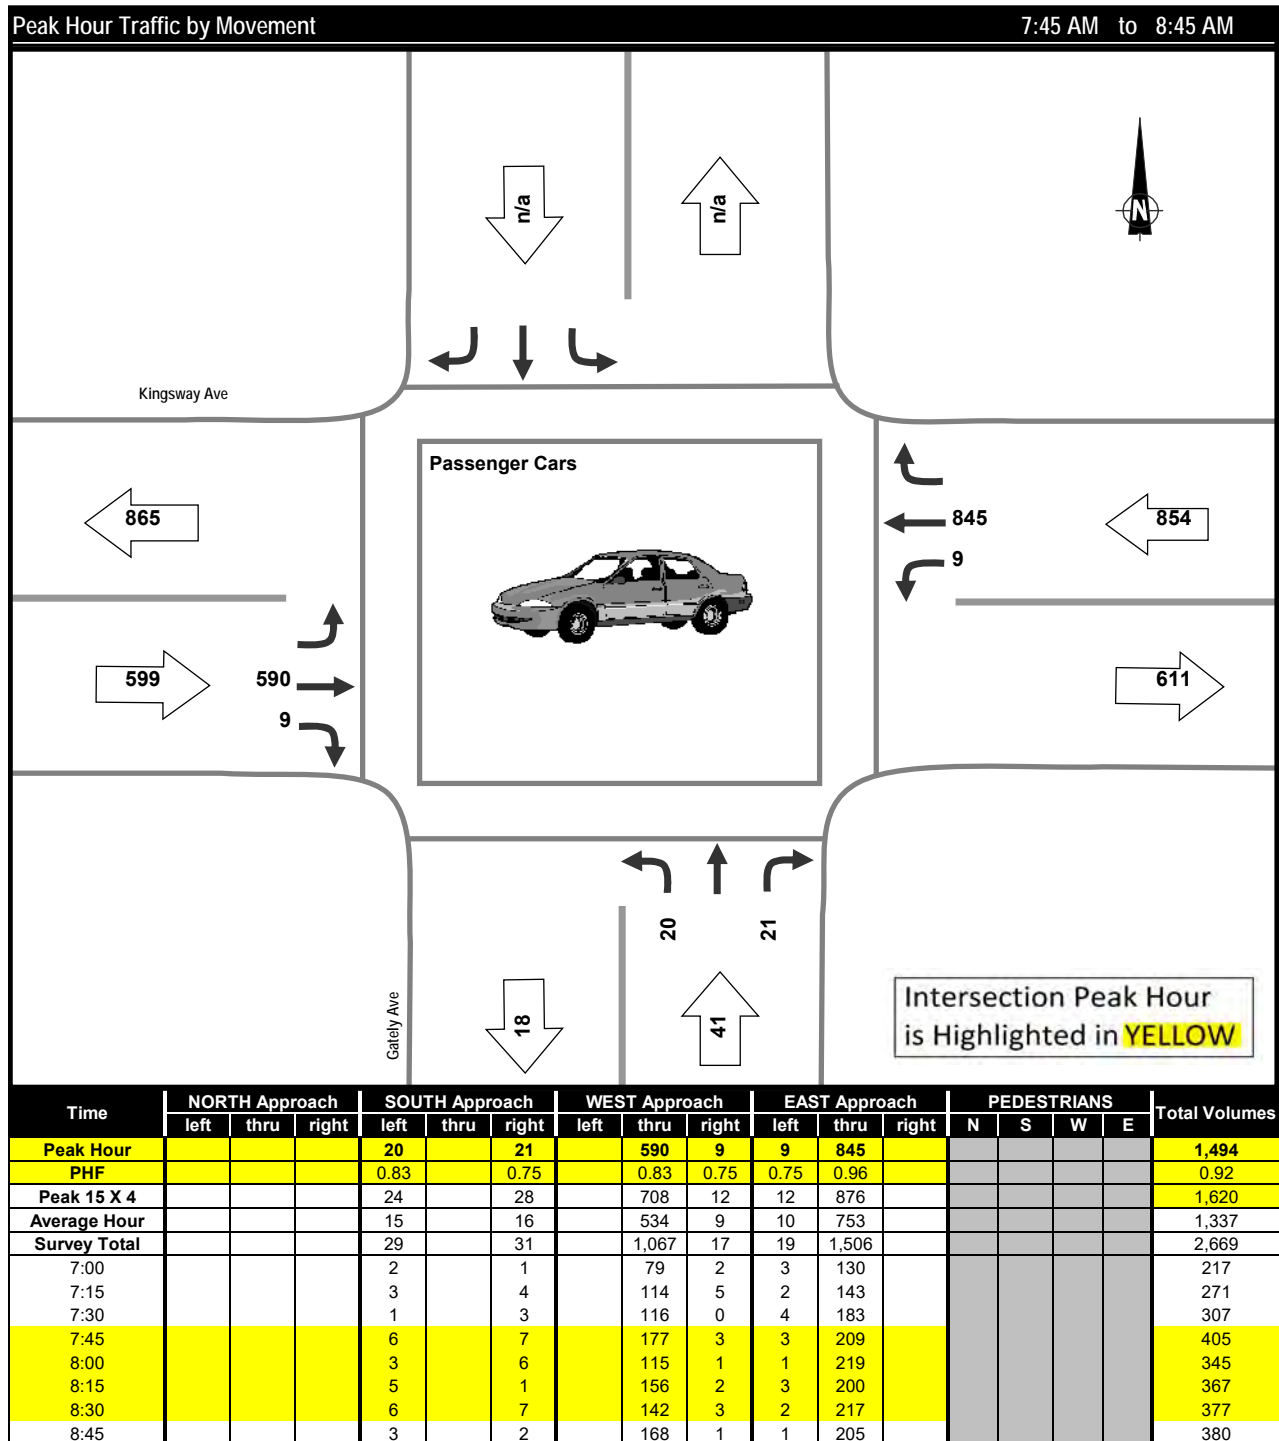 Peak Hour Traffic by Movement 7:45 AM to 8:45 AM
n/a n/a
N
Kingsway Ave
Passenger Cars
865 845 854
9
599 590 611
9
20 21
Gately Ave
18 41
Intersection Peak Hour
is Highlighted in YELLOW
Time NORTH Approach SOUTH Approach WEST Approach EAST Approach PEDESTRIANS Total Volumes
left thru right left thru right left thru right left thru right N S W E
Peak Hour 20 21 590 9 9 845 1,494
PHF 0.83 0.75 0.83 0.75 0.75 0.96 0.92
Peak 15 X 4 24 28 708 12 12 876 1,620
Average Hour 15 16 534 9 10 753 1,337
Survey Total 29 31 1,067 17 19 1,506 2,669
7:00 2 1 79 2 3 130 217
7:15 3 4 114 5 2 143 271
7:30 1 3 116 0 4 183 307
7:45 6 7 177 3 3 209 405
8:00 3 6 115 1 1 219 345
8:15 5 1 156 2 3 200 367
8:30 6 7 142 3 2 217 377
8:45 3 2 168 1 1 205 380